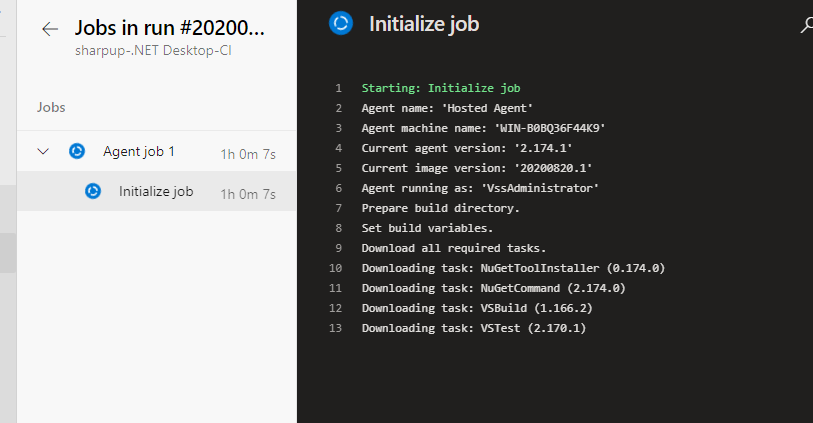 Jobs in run #20200...
sharpup-.NET Desktop-CI
Jobs
Agent job 1 1h 0m 7s
Initialize job 1h 0m 7s
Initialize job
1 Starting: Initialize job
2 Agent name: 'Hosted Agent'
3 Agent machine name: 'WIN-B0BQ36F44K9'
4 Current agent version: '2.174.1'
5 Current image version: '20200820.1'
6 Agent running as: 'VssAdministrator'
7 Prepare build directory.
8 Set build variables.
9 Download all required tasks.
10 Downloading task: NuGetToolInstaller (0.174.0)
11 Downloading task: NuGetCommand (2.174.0)
12 Downloading task: VSBuild (1.166.2)
13 Downloading task: VSTest (2.170.1)